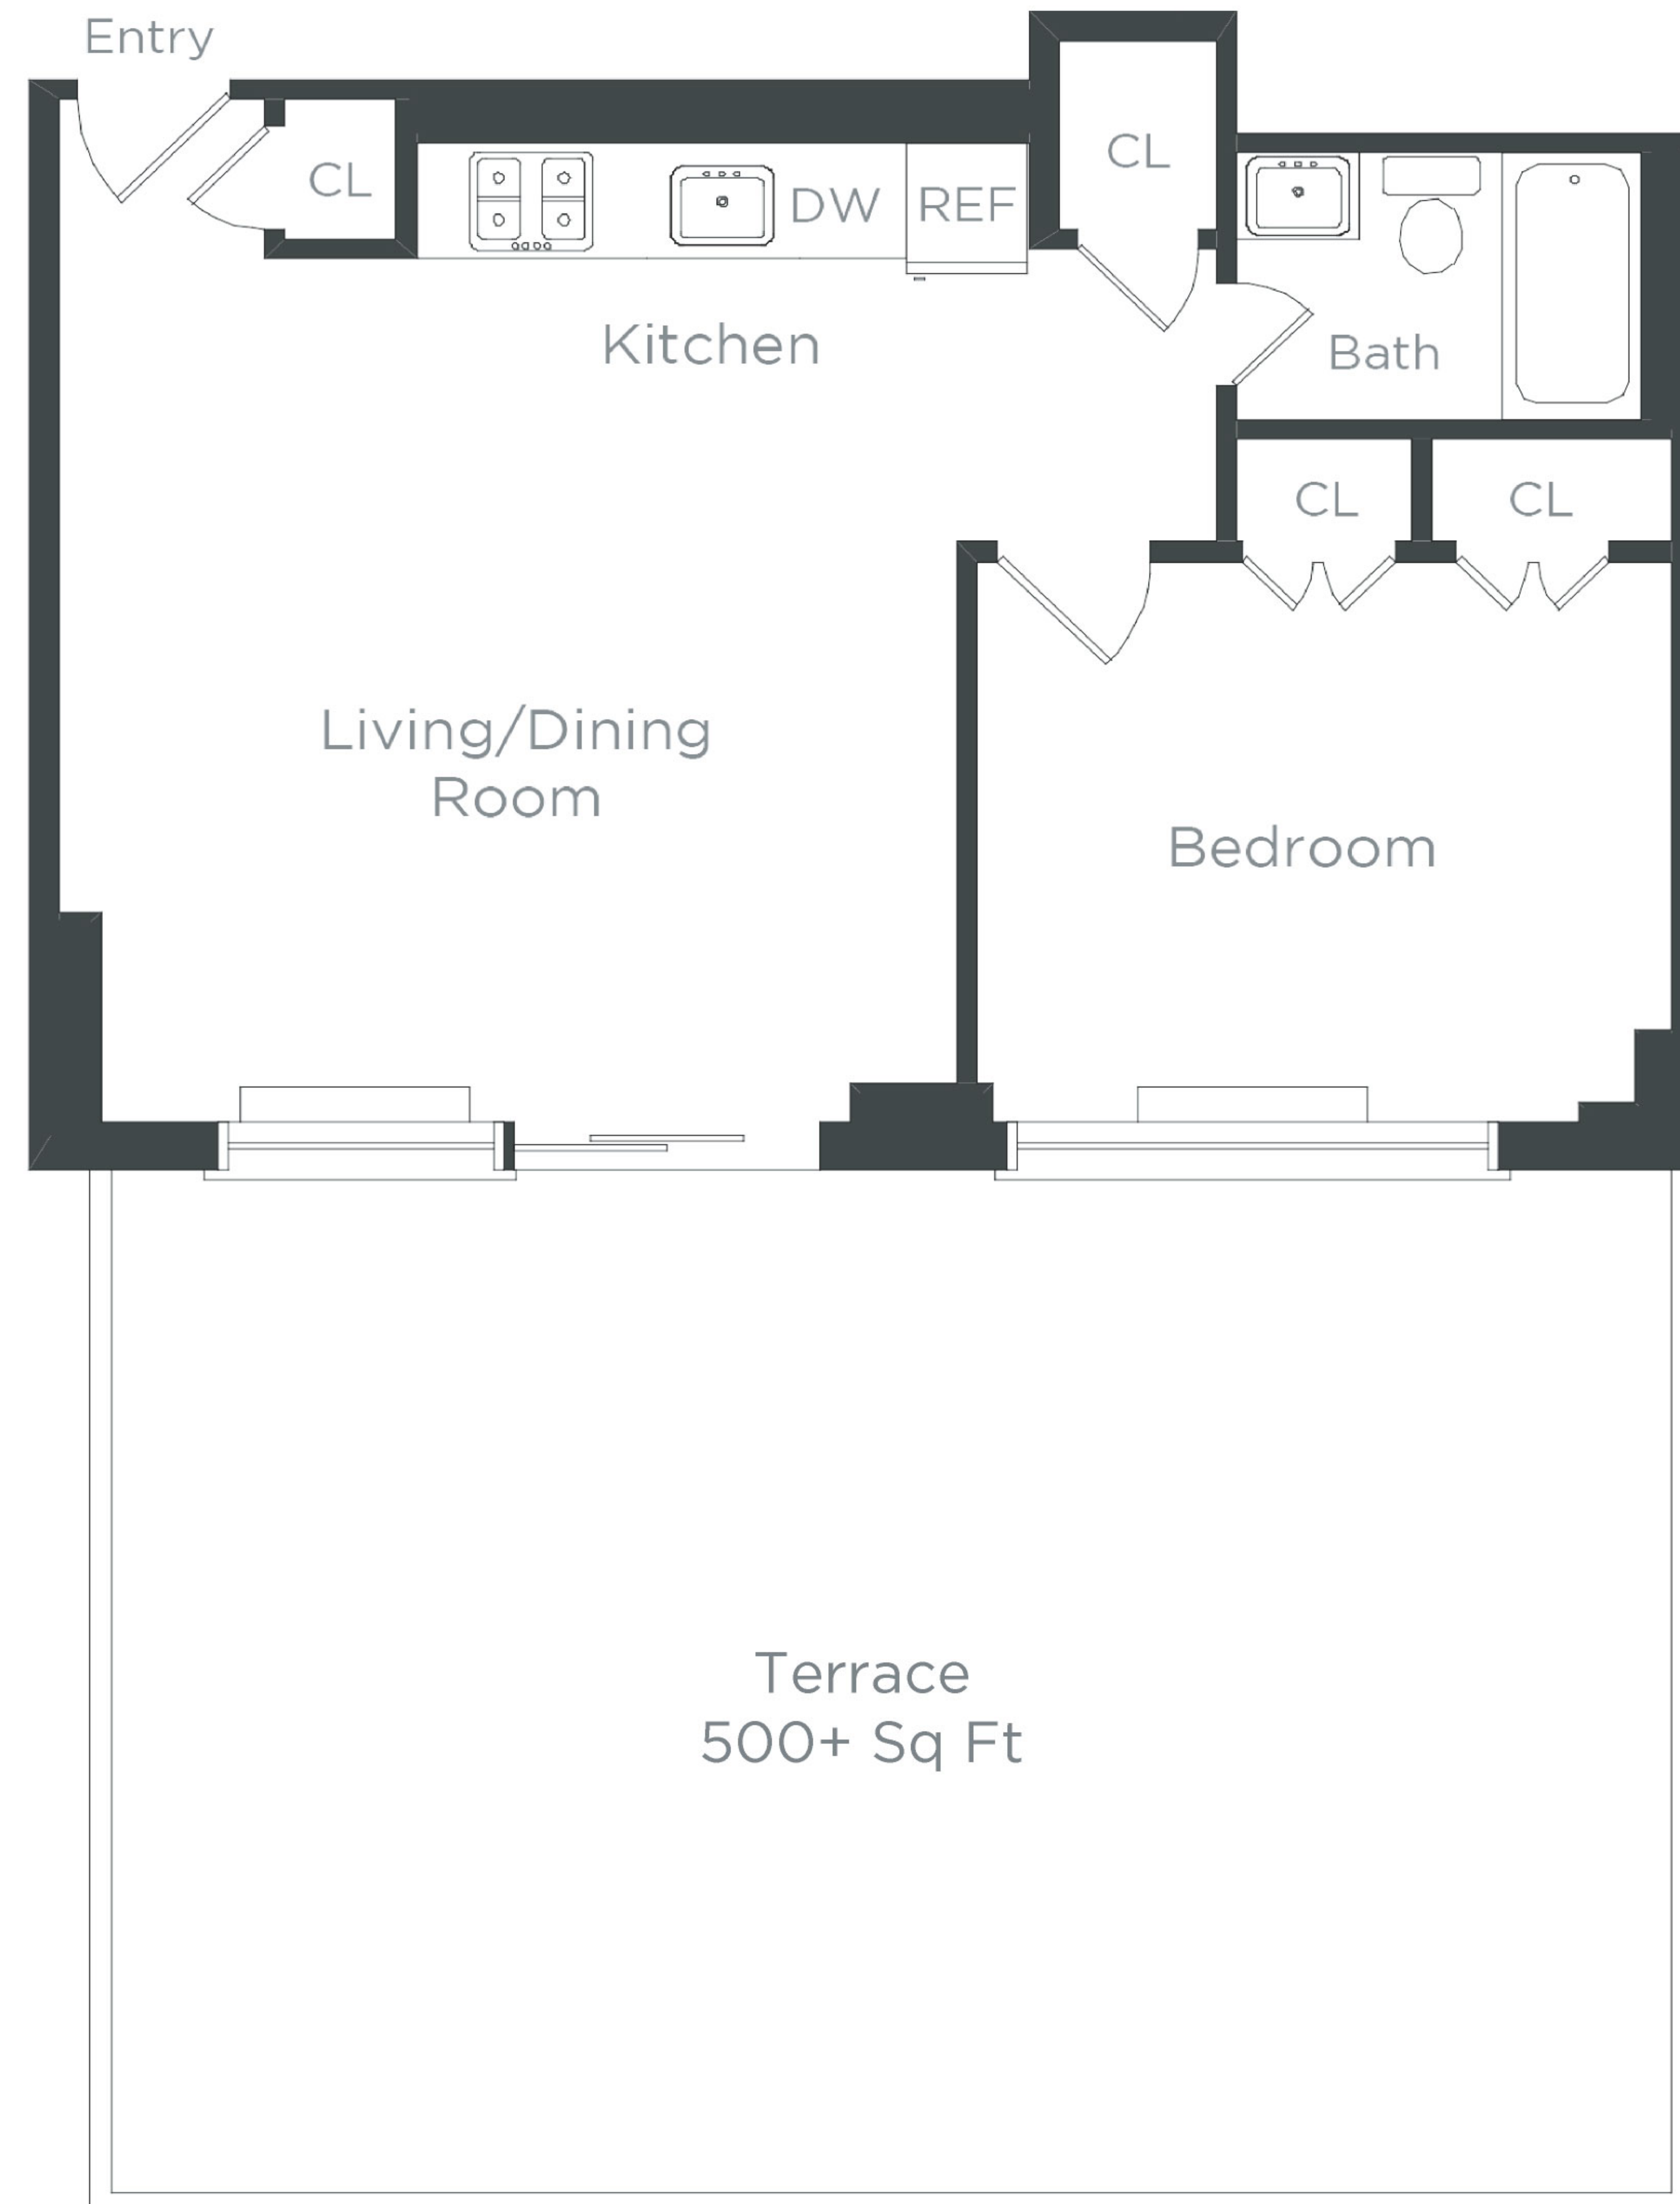 Entry
CL
CL
DW
REF
Kitchen
Bath
CL
CL
Living/Dining
Room
Bedroom
Terrace
500+ Sq Ft